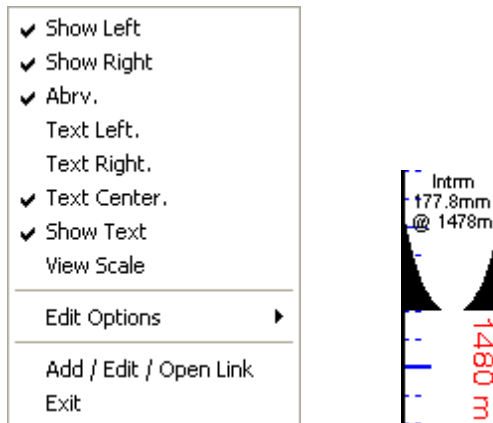 Show Left
Show Right
Abrv.
Text Left.
Text Right.
Text Center.
Show Text
View Scale
Edit Options
Add / Edit / Open Link
Exit
Intrm
177.8mm
@ 1478m
1480 m